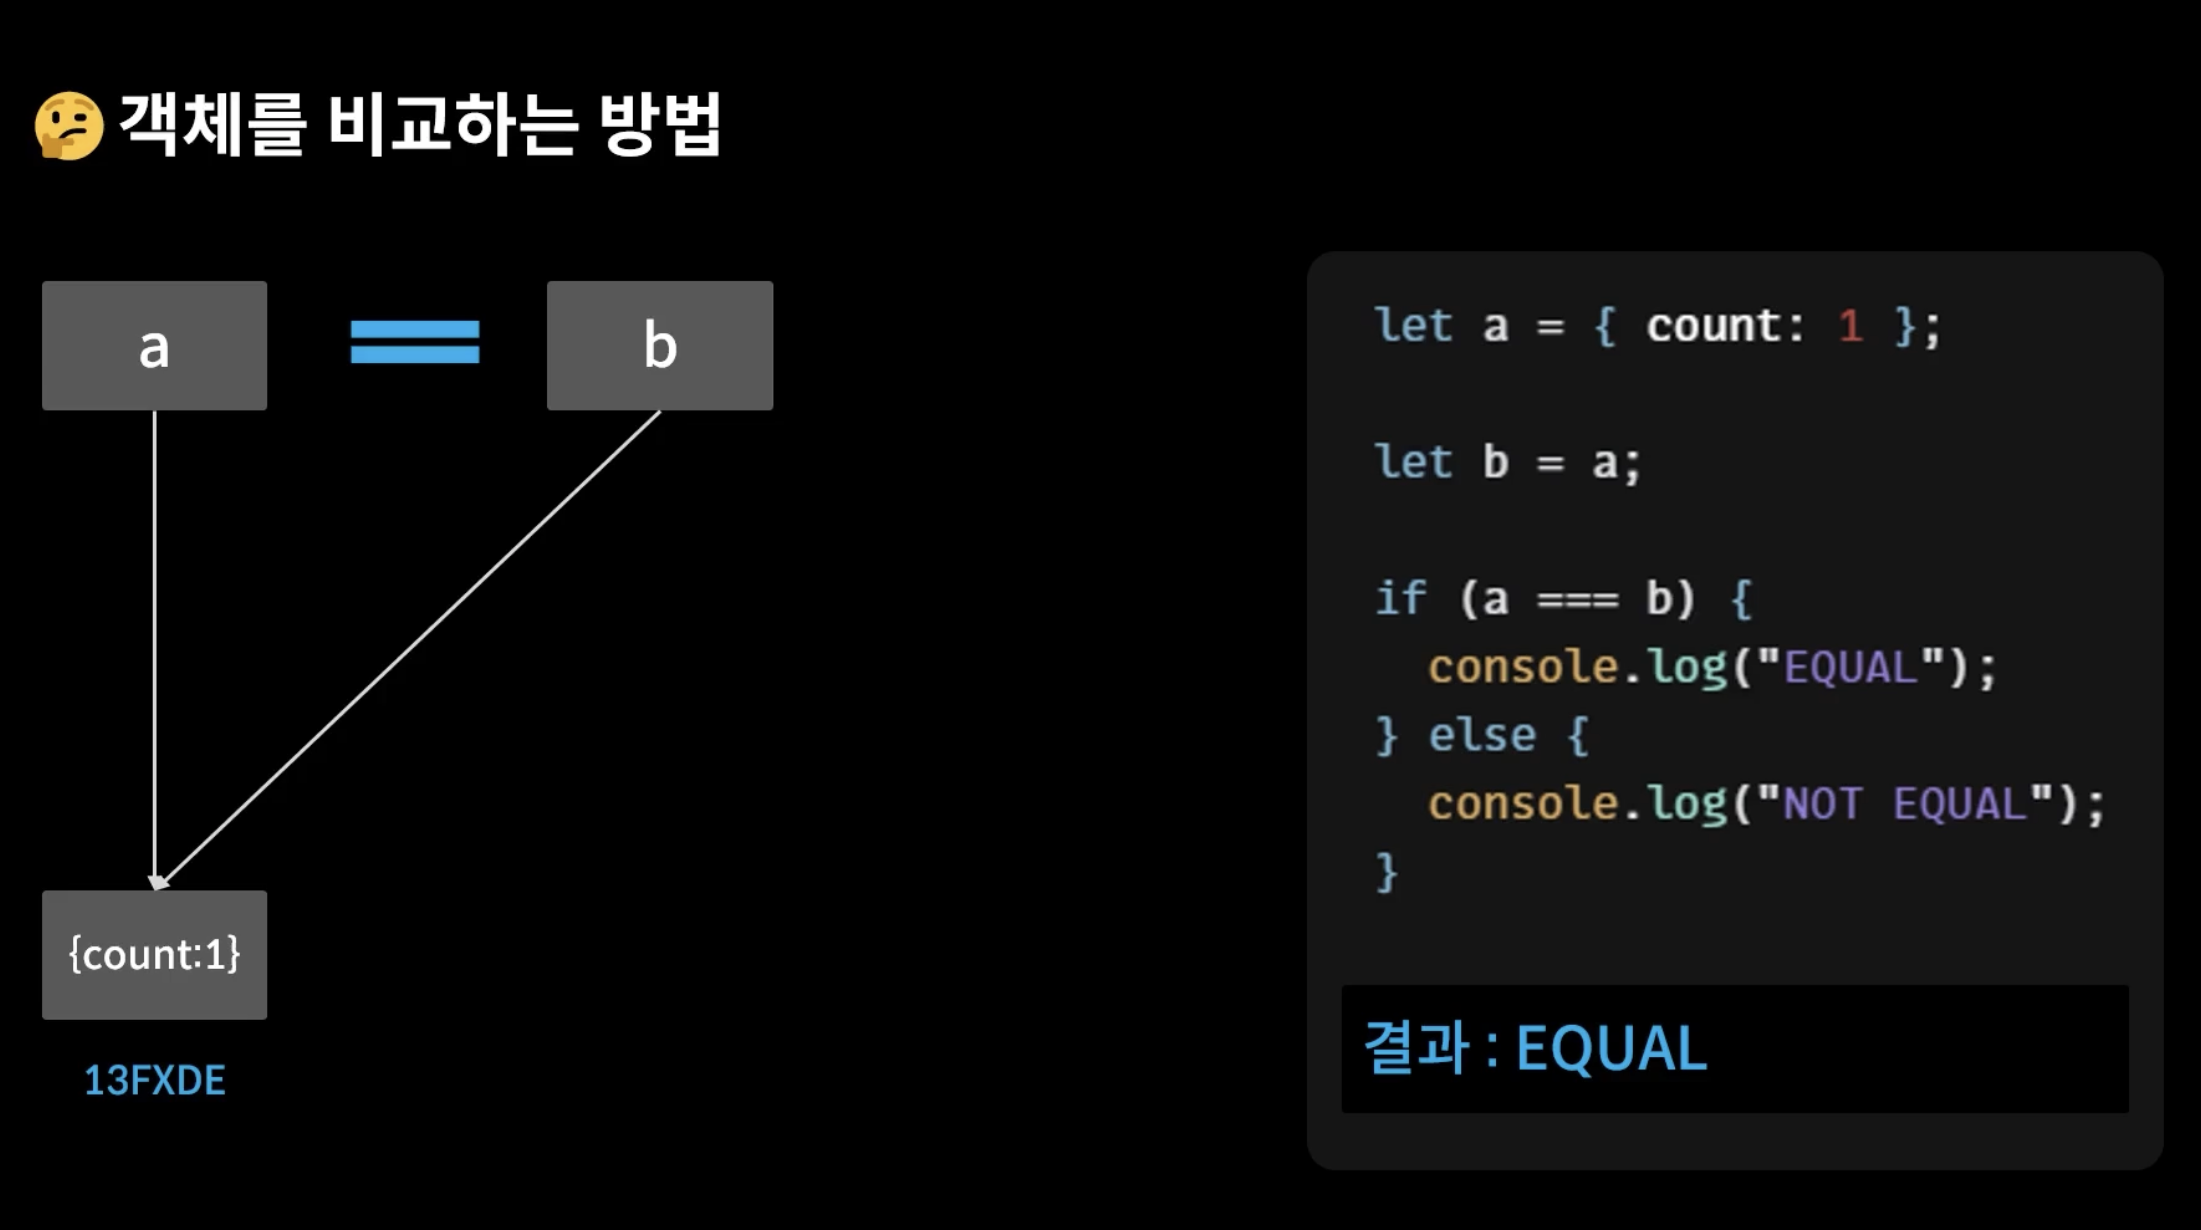 🤔 객체를 비교하는 방법
a
b
{count:1}
13FXDE
let a = { count: 1 };
let b = a;
if (a === b) {
  console.log("EQUAL");
} else {
  console.log("NOT EQUAL");
}
결과 : EQUAL